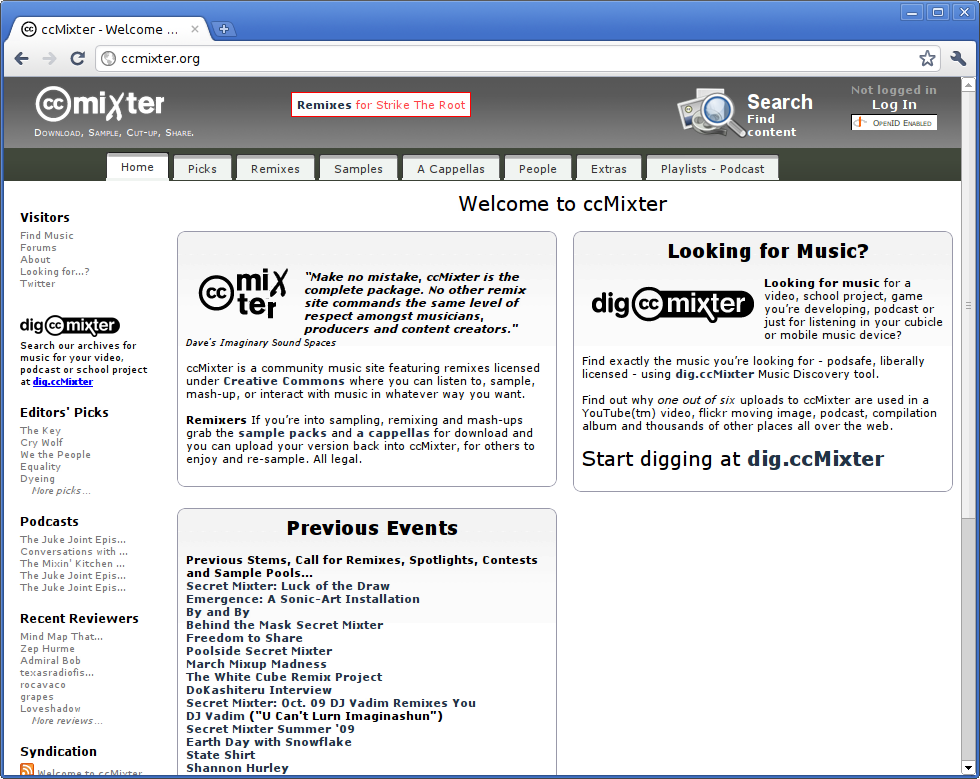 ccMixter - Welcome ...
ccmixter.org
cc mixter
Download, Sample, Cut-up, Share.
Remixes for Strike The Root
Search
Find
content
Not logged in
Log In
OpenID Enabled
Home
Picks
Remixes
Samples
A Cappellas
People
Extras
Playlists - Podcast
Welcome to ccMixter
Visitors
Find Music
Forums
About
Looking for...?
Twitter
dig cc mixter
Search our archives for
music for your video,
podcast or school project
at dig.ccMixter
Editors' Picks
The Key
Cry Wolf
We the People
Equality
Dyeing
More picks...
Podcasts
The Juke Joint Epis...
Conversations with ...
The Mixin' Kitchen ...
The Juke Joint Epis...
The Juke Joint Epis...
Recent Reviewers
Mind Map That...
Zep Hurme
Admiral Bob
texasradiofis...
rocavaco
grapes
Loveshadow
More reviews...
Syndication
Welcome to ccMixter
cc mix
ter
"Make no mistake, ccMixter is the
complete package. No other remix
site commands the same level of
respect amongst musicians,
producers and content creators."
Dave's Imaginary Sound Spaces
ccMixter is a community music site featuring remixes licensed
under Creative Commons where you can listen to, sample,
mash-up, or interact with music in whatever way you want.
Remixers If you're into sampling, remixing and mash-ups
grab the sample packs and a cappellas for download and
you can upload your version back into ccMixter, for others to
enjoy and re-sample. All legal.
Looking for Music?
dig cc mixter
Looking for music for a
video, school project, game
you're developing, podcast or
just for listening in your cubicle
or mobile music device?
Find exactly the music you're looking for - podsafe, liberally
licensed - using dig.ccMixter Music Discovery tool.
Find out why one out of six uploads to ccMixter are used in a
YouTube(tm) video, flickr moving image, podcast, compilation
album and thousands of other places all over the web.
Start digging at dig.ccMixter
Previous Events
Previous Stems, Call for Remixes, Spotlights, Contests
and Sample Pools...
Secret Mixter: Luck of the Draw
Emergence: A Sonic-Art Installation
By and By
Behind the Mask Secret Mixter
Freedom to Share
Poolside Secret Mixter
March Mixup Madness
The White Cube Remix Project
DoKashiteru Interview
Secret Mixter: Oct. 09 DJ Vadim Remixes You
DJ Vadim ("U Can't Lurn Imaginashun")
Secret Mixter Summer '09
Earth Day with Snowflake
State Shirt
Shannon Hurley